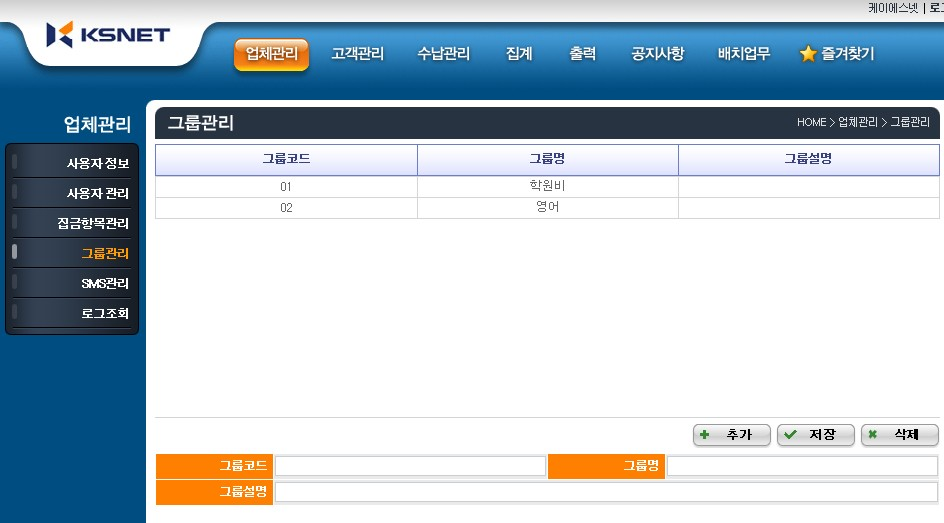 케이에스넷 | 로그
KSNET
업체관리 고객관리 수납관리 집계 출력 공지사항 배치업무 즐겨찾기
업체관리
사용자 정보
사용자 관리
집금항목관리
그룹관리
SMS관리
로그조회
그룹관리
HOME > 업체관리 > 그룹관리
그룹코드 그룹명 그룹설명
01 학원비
02 영어
추가 저장 삭제
그룹코드 그룹명
그룹설명